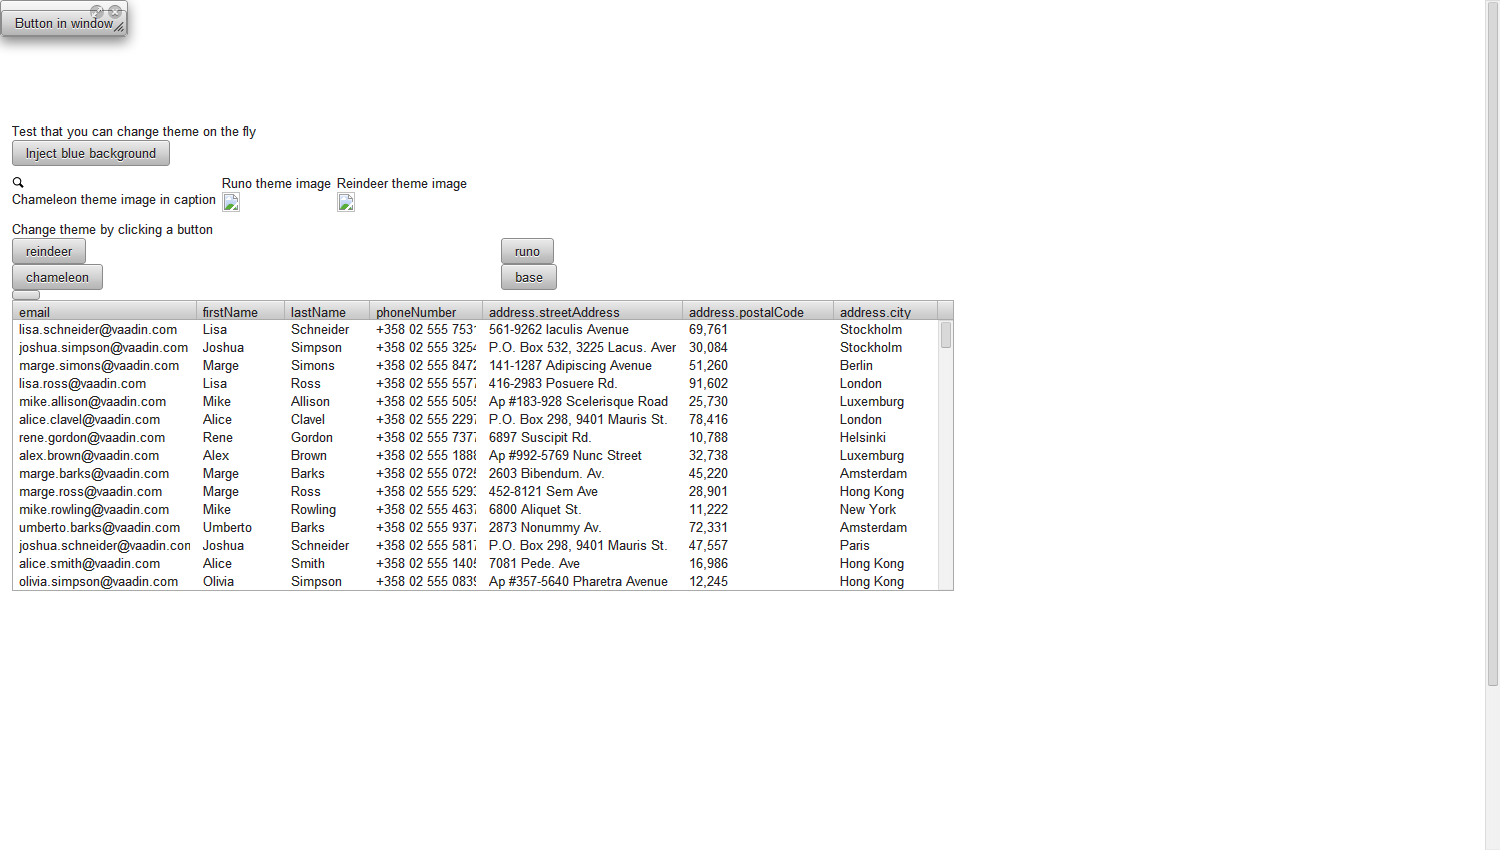 Button in window
Test that you can change theme on the fly
Inject blue background
Chameleon theme image in caption Runo theme image Reindeer theme image
Change theme by clicking a button
reindeer runo
chameleon base
email firstName lastName phoneNumber address.streetAddress address.postalCode address.city
lisa.schneider@vaadin.com Lisa Schneider +358 02 555 7531 561-9262 Iaculis Avenue 69,761 Stockholm
joshua.simpson@vaadin.com Joshua Simpson +358 02 555 3254 P.O. Box 532, 3225 Lacus. Aver 30,084 Stockholm
marge.simons@vaadin.com Marge Simons +358 02 555 8472 141-1287 Adipiscing Avenue 51,260 Berlin
lisa.ross@vaadin.com Lisa Ross +358 02 555 5577 416-2983 Posuere Rd. 91,602 London
mike.allison@vaadin.com Mike Allison +358 02 555 5055 Ap #183-928 Scelerisque Road 25,730 Luxemburg
alice.clavel@vaadin.com Alice Clavel +358 02 555 2297 P.O. Box 298, 9401 Mauris St. 78,416 London
rene.gordon@vaadin.com Rene Gordon +358 02 555 7377 6897 Suscipit Rd. 10,788 Helsinki
alex.brown@vaadin.com Alex Brown +358 02 555 1888 Ap #992-5769 Nunc Street 32,738 Luxemburg
marge.barks@vaadin.com Marge Barks +358 02 555 0725 2603 Bibendum. Av. 45,220 Amsterdam
marge.ross@vaadin.com Marge Ross +358 02 555 5293 452-8121 Sem Ave 28,901 Hong Kong
mike.rowling@vaadin.com Mike Rowling +358 02 555 4637 6800 Aliquet St. 11,222 New York
umberto.barks@vaadin.com Umberto Barks +358 02 555 9377 2873 Nonummy Av. 72,331 Amsterdam
joshua.schneider@vaadin.con Joshua Schneider +358 02 555 5817 P.O. Box 298, 9401 Mauris St. 47,557 Paris
alice.smith@vaadin.com Alice Smith +358 02 555 1405 7081 Pede. Ave 16,986 Hong Kong
olivia.simpson@vaadin.com Olivia Simpson +358 02 555 0839 Ap #357-5640 Pharetra Avenue 12,245 Hong Kong